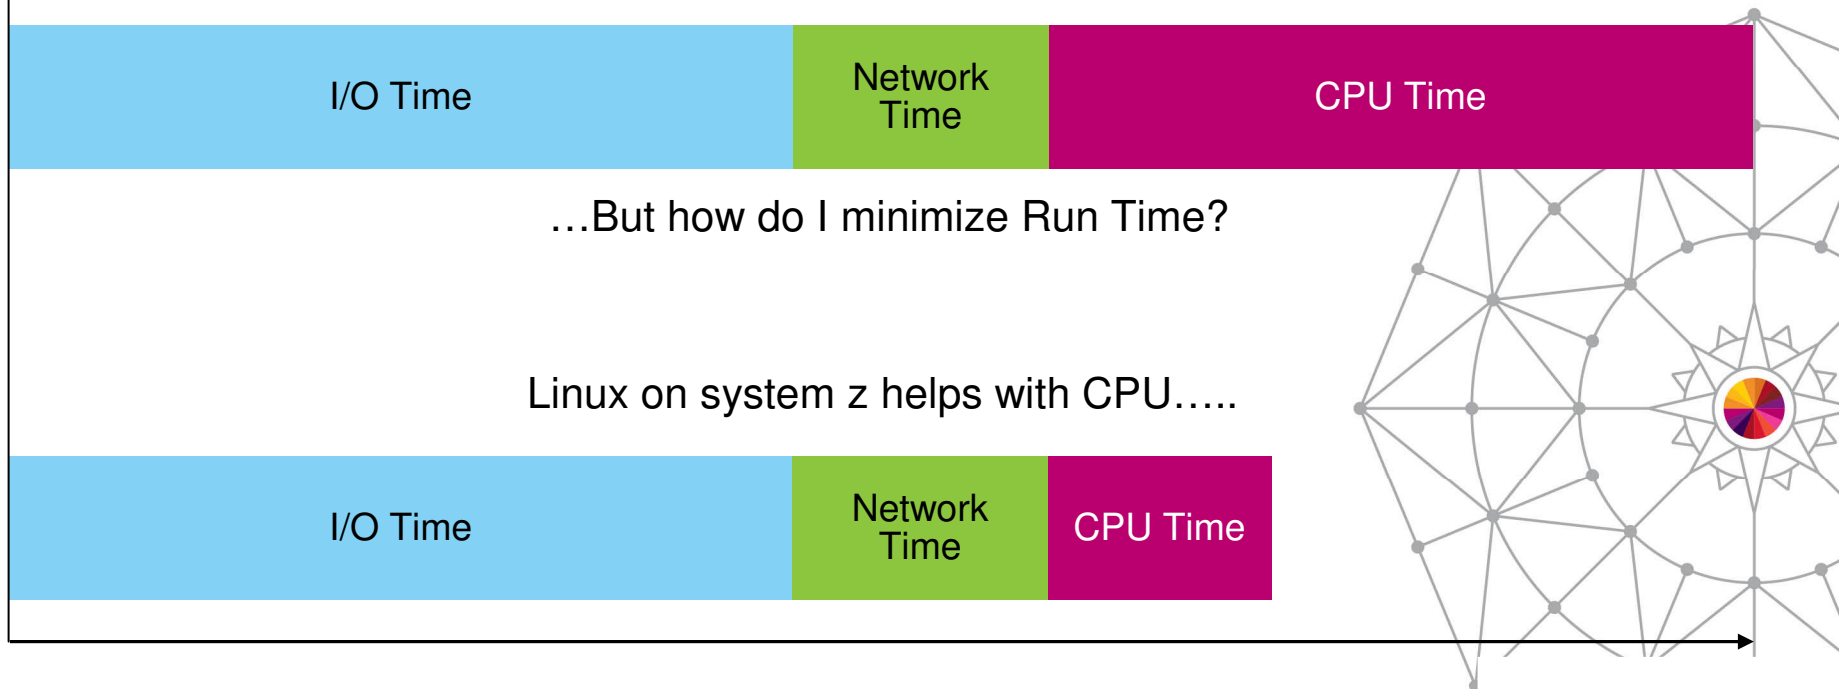 I/O Time
Network
Time
CPU Time
…But how do I minimize Run Time?
Linux on system z helps with CPU…..
I/O Time
Network
Time
CPU Time